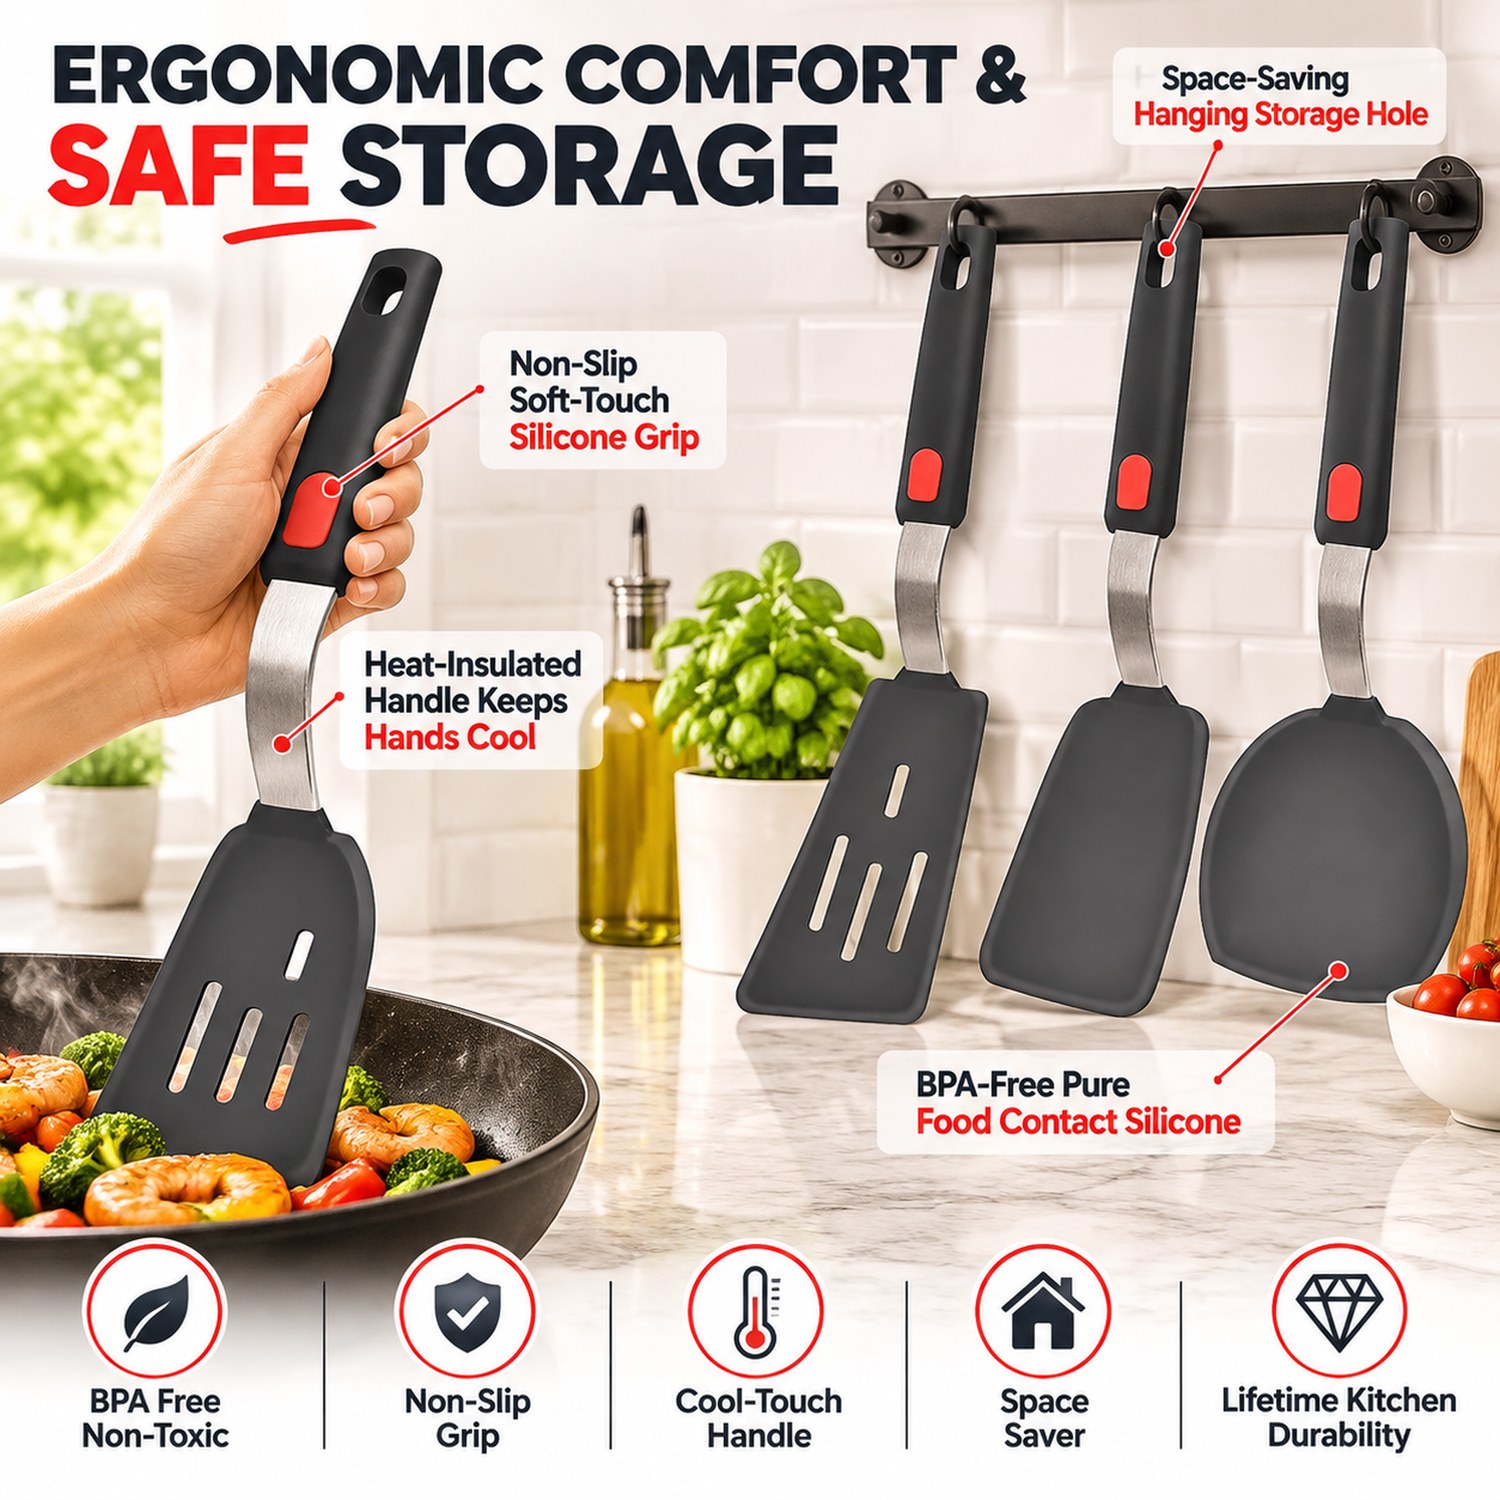 ERGONOMIC COMFORT &
SAFE STORAGE
Space-Saving
Hanging Storage Hole
Non-Slip
Soft-Touch
Silicone Grip
Heat-Insulated
Handle Keeps
Hands Cool
BPA-Free Pure
Food Contact Silicone
BPA Free
Non-Toxic
Non-Slip
Grip
Cool-Touch
Handle
Space
Saver
Lifetime Kitchen
Durability